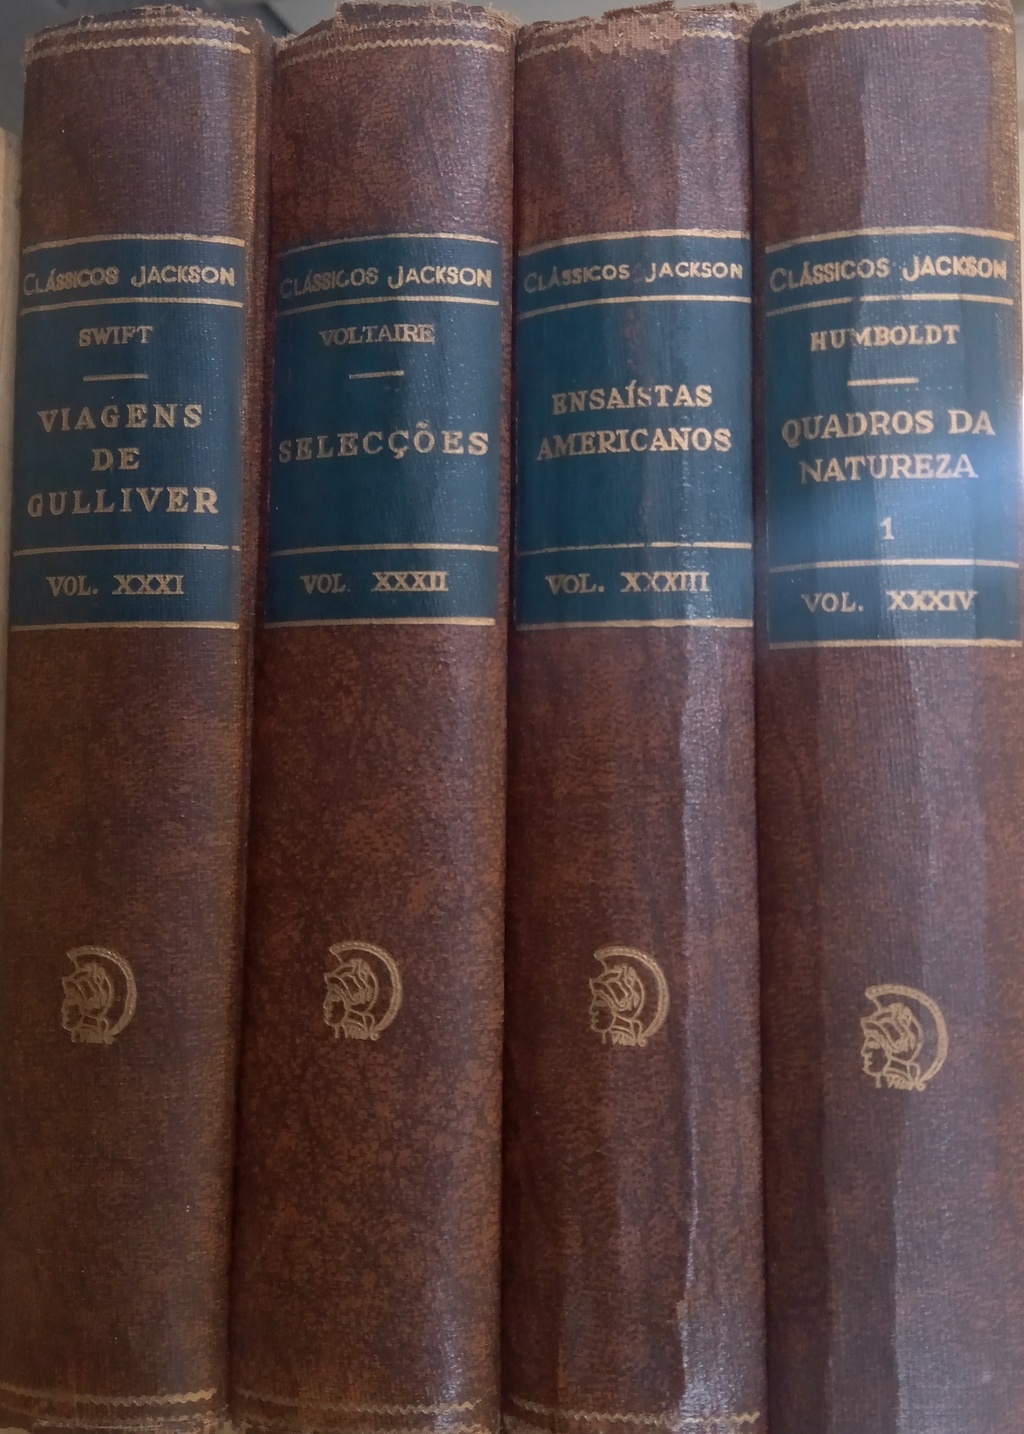 CLÁSSICOS JACKSON
SWIFT
VIAGENS
DE
GULLIVER
VOL. XXXI
CLÁSSICOS JACKSON
VOLTAIRE
SELECÇÕES
VOL. XXXII
CLÁSSICOS JACKSON
ENSAÍSTAS
AMERICANOS
VOL. XXXIII
CLÁSSICOS JACKSON
HUMBOLDT
QUADROS DA
NATUREZA
1
VOL. XXXIV